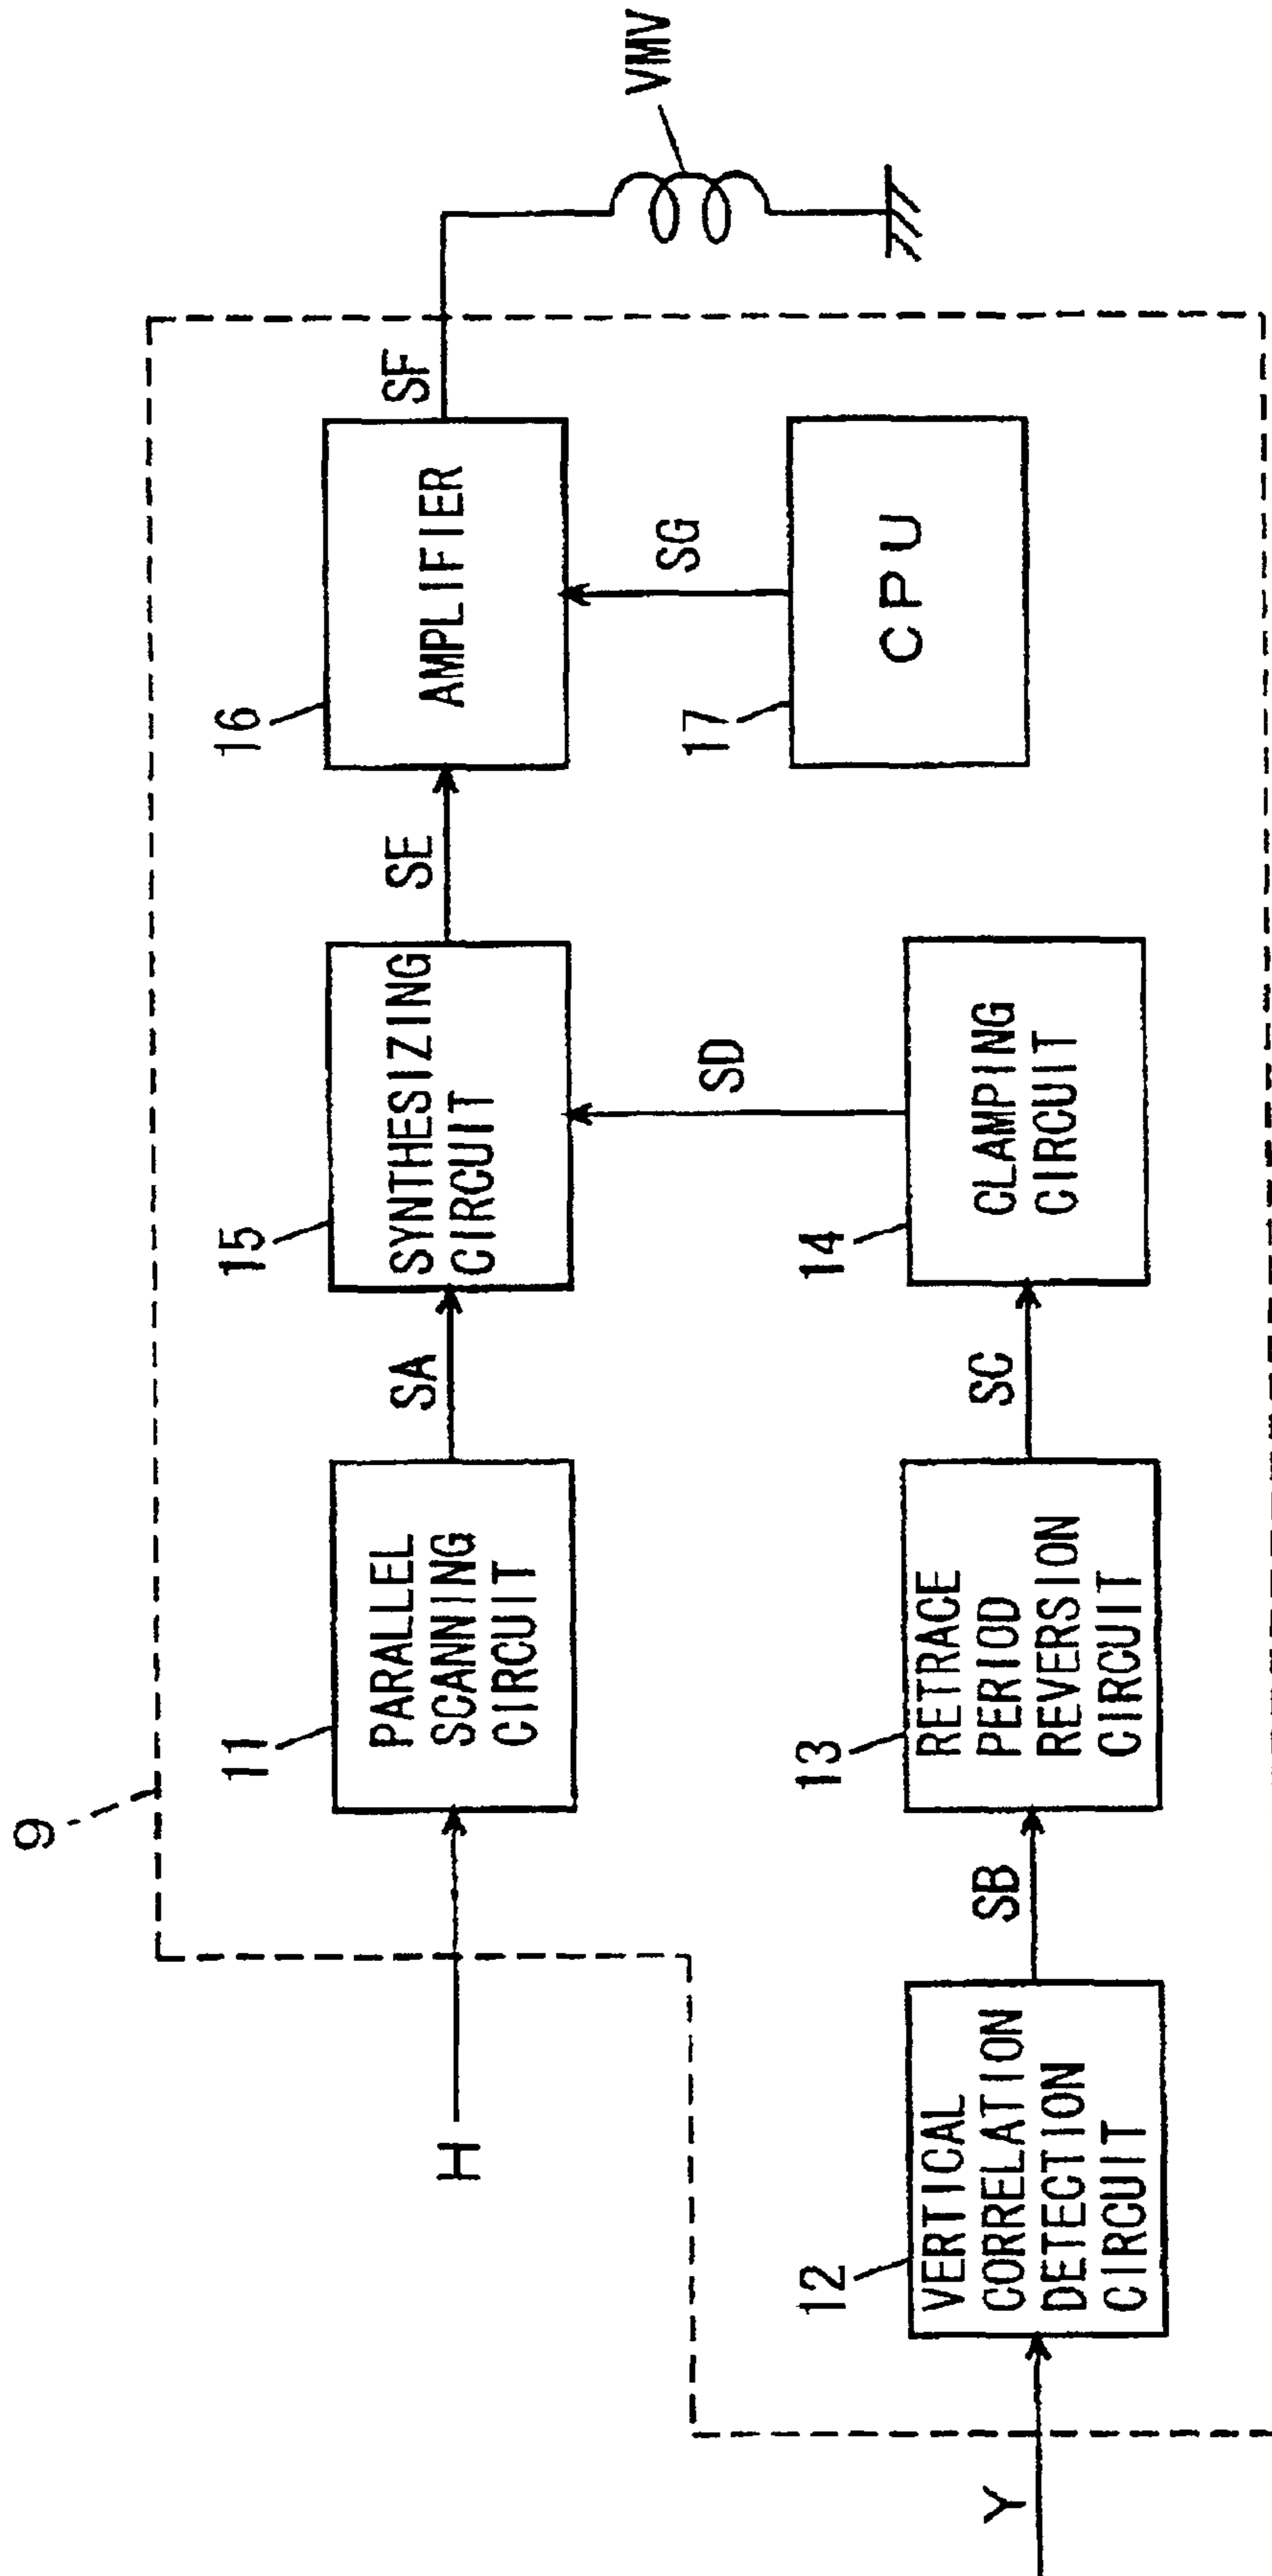 9
H
11
PARALLEL
SCANNING
CIRCUIT
SA
15
SYNTHESIZING
CIRCUIT
SE
16
AMPLIFIER
SF
VMV
SD
SG
17
CPU
Y
12
VERTICAL
CORRELATION
DETECTION
CIRCUIT
SB
13
RETRACE
PERIOD
REVERSION
CIRCUIT
SC
14
CLAMPING
CIRCUIT